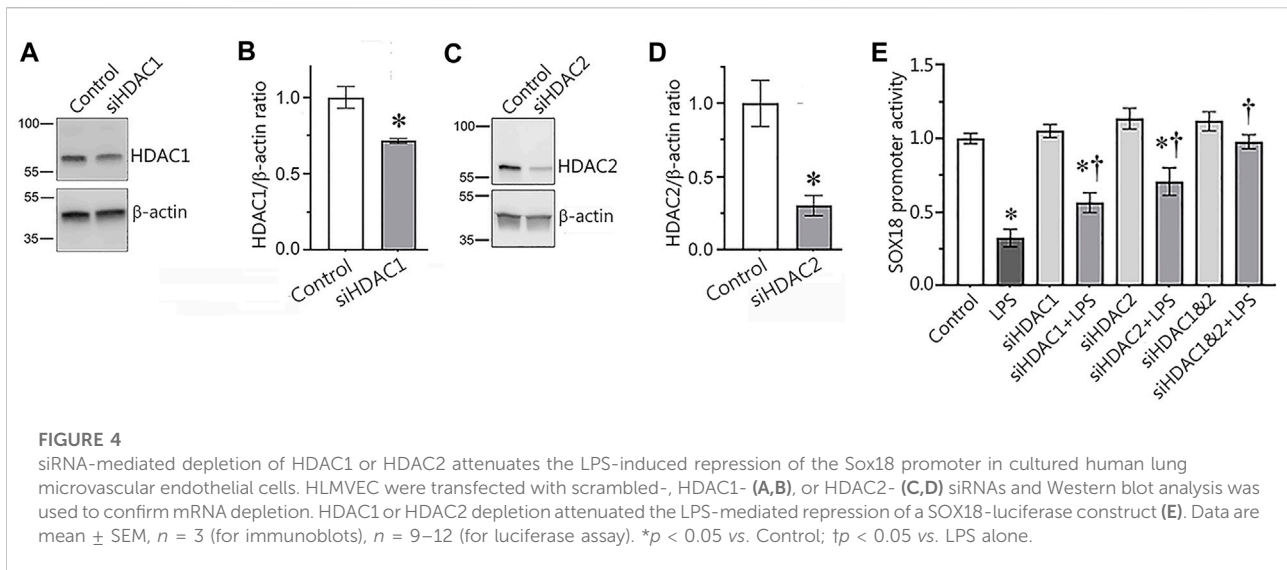 A
Control
siHDAC1
100
55
HDAC1
55
35
β-actin
B
HDAC1/β-actin ratio
1.0
0.5
0.0
*
Control
siHDAC1
C
Control
siHDAC2
100
55
HDAC2
55
35
β-actin
D
HDAC2/β-actin ratio
1.0
0.75
0.50
0.25
0.0
*
Control
siHDAC2
E
SOX18 promoter activity
1.5
1.0
0.5
0.0
*
*†
*†
†
Control
LPS
siHDAC1
siHDAC1+LPS
siHDAC2
siHDAC2+LPS
siHDAC1&2
siHDAC1&2+LPS
FIGURE 4
siRNA-mediated depletion of HDAC1 or HDAC2 attenuates the LPS-induced repression of the Sox18 promoter in cultured human lung
microvascular endothelial cells. HLMVEC were transfected with scrambled-, HDAC1- (A,B), or HDAC2- (C,D) siRNAs and Western blot analysis was
used to confirm mRNA depletion. HDAC1 or HDAC2 depletion attenuated the LPS-mediated repression of a SOX18-luciferase construct (E). Data are
mean ± SEM, n = 3 (for immunoblots), n = 9–12 (for luciferase assay). *p < 0.05 vs. Control; †p < 0.05 vs. LPS alone.